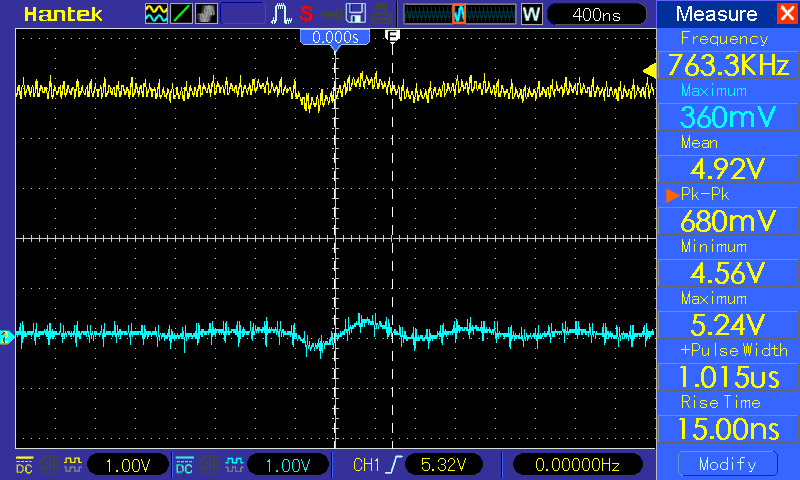 Hantek
S
W
400ns
Measure
0.000s
F
Frequency
763.3KHz
Maximum
360mV
Mean
4.92V
Pk-Pk
680mV
Minimum
4.56V
Maximum
5.24V
+Pulse Width
1.015us
Rise Time
15.00ns
DC
1.00V
DC
1.00V
CH1
5.32V
0.00000Hz
Modify